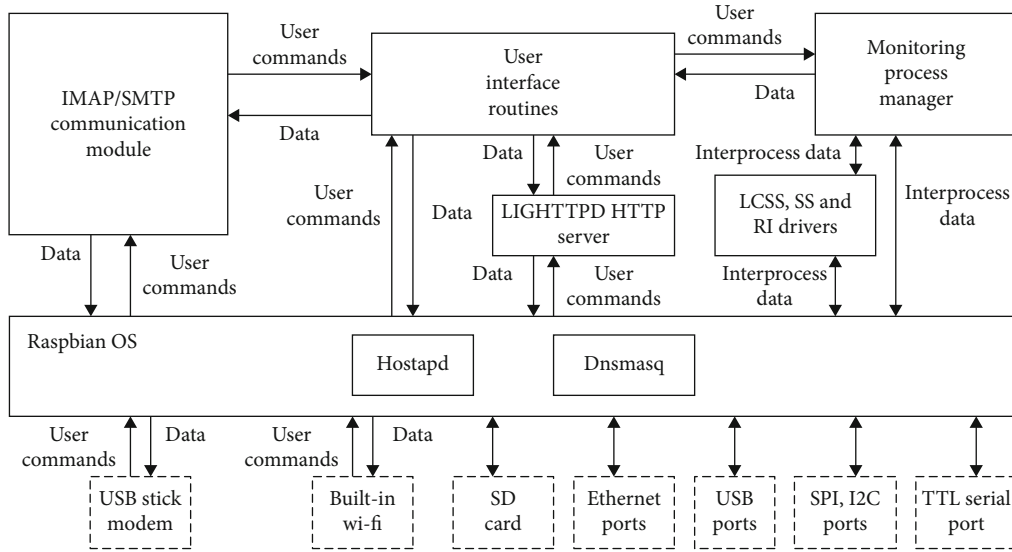 IMAP/SMTP
communication
module
User
commands
Data
User
interface
routines
User
commands
Data
Monitoring
process
manager
Data
User
commands
User
commands
Data
Data
User
commands
LIGHTTPD HTTP
server
Data
User
commands
Interprocess data
LCSS, SS and
RI drivers
Interprocess
data
Interprocess
data
Raspbian OS
Hostapd
Dnsmasq
User
commands
Data
User
commands
Data
USB stick
modem
Built-in
wi-fi
SD
card
Ethernet
ports
USB
ports
SPI, I2C
ports
TTL serial
port